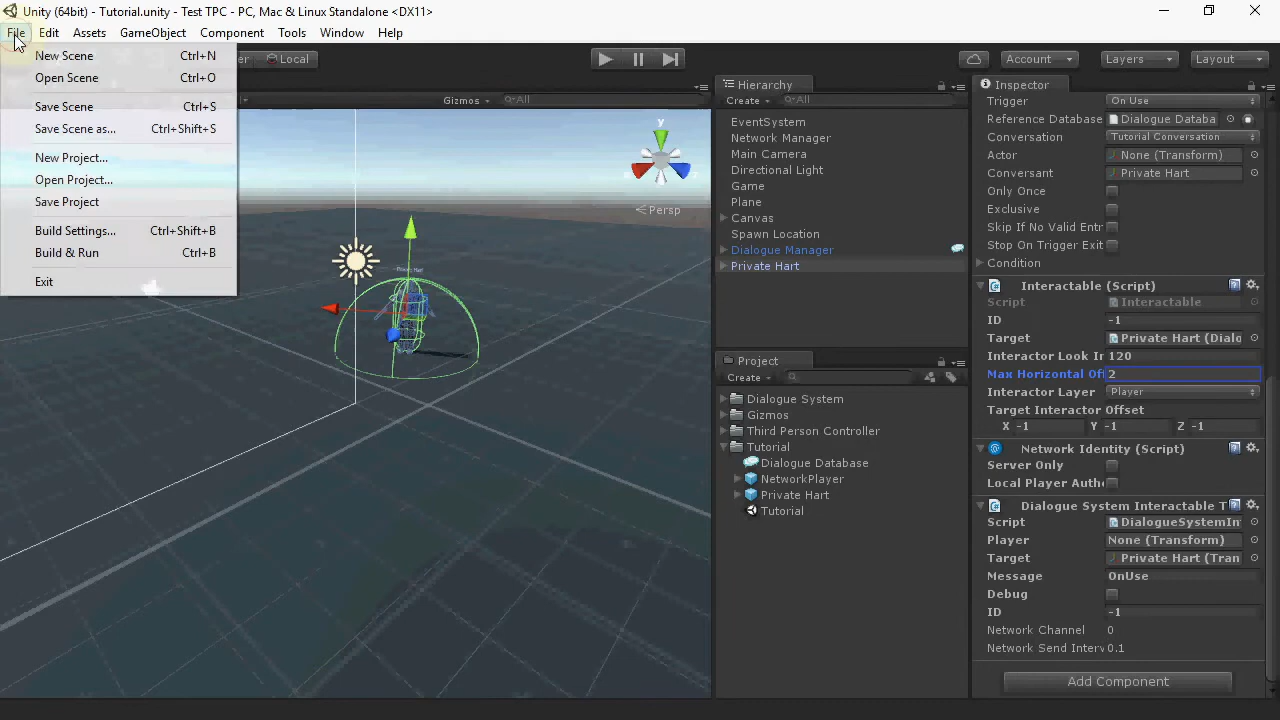 Unity (64bit) - Tutorial.unity - Test TPC - PC, Mac & Linux Standalone <DX11>
File Edit Assets GameObject Component Tools Window Help
New Scene Ctrl+N
Open Scene Ctrl+O
Save Scene Ctrl+S
Save Scene as... Ctrl+Shift+S
New Project...
Open Project...
Save Project
Build Settings... Ctrl+Shift+B
Build & Run Ctrl+B
Exit
Local
Account
Layers
Layout
Gizmos
All
y
Persp
Hierarchy
Create All
EventSystem
Network Manager
Main Camera
Directional Light
Game
Plane
Canvas
Spawn Location
Dialogue Manager
Private Hart
Project
Create
Dialogue System
Gizmos
Third Person Controller
Tutorial
Dialogue Database
NetworkPlayer
Private Hart
Tutorial
Inspector
Trigger On Use
Reference Database Dialogue Databa
Conversation Tutorial Conversation
Actor None (Transform)
Conversant Private Hart
Only Once
Exclusive
Skip If No Valid Entr
Stop On Trigger Exit
Condition
Interactable (Script)
Script Interactable
ID -1
Target Private Hart (Dialo
Interactor Look In 120
Max Horizontal Off 2
Interactor Layer Player
Target Interactor Offset
X -1 Y -1 Z -1
Network Identity (Script)
Server Only
Local Player Autho
Dialogue System Interactable T
Script DialogueSystemIn
Player None (Transform)
Target Private Hart (Tran
Message OnUse
Debug
ID -1
Network Channel 0
Network Send Interv 0.1
Add Component